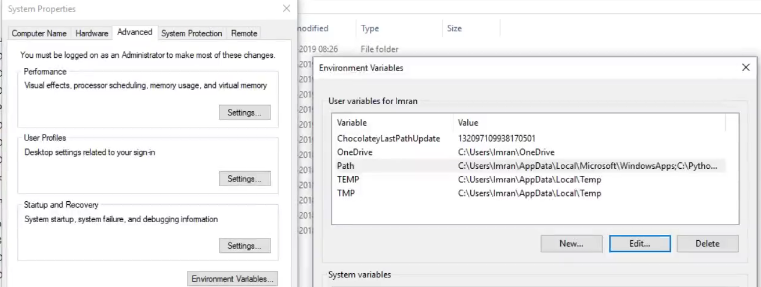 System Properties
Computer Name Hardware Advanced System Protection Remote
You must be logged on as an Administrator to make most of these changes.
Performance
Visual effects, processor scheduling, memory usage, and virtual memory
Settings...
User Profiles
Desktop settings related to your sign-in
Settings...
Startup and Recovery
System startup, system failure, and debugging information
Settings...
Environment Variables...
modified Type Size
-2019 08:26 File folder
Environment Variables
User variables for Imran
Variable Value
ChocolateyLastPathUpdate 132097109938170501
OneDrive C:\Users\Imran\OneDrive
Path C:\Users\Imran\AppData\Local\Microsoft\WindowsApps;C:\Pytho...
TEMP C:\Users\Imran\AppData\Local\Temp
TMP C:\Users\Imran\AppData\Local\Temp
New... Edit... Delete
System variables